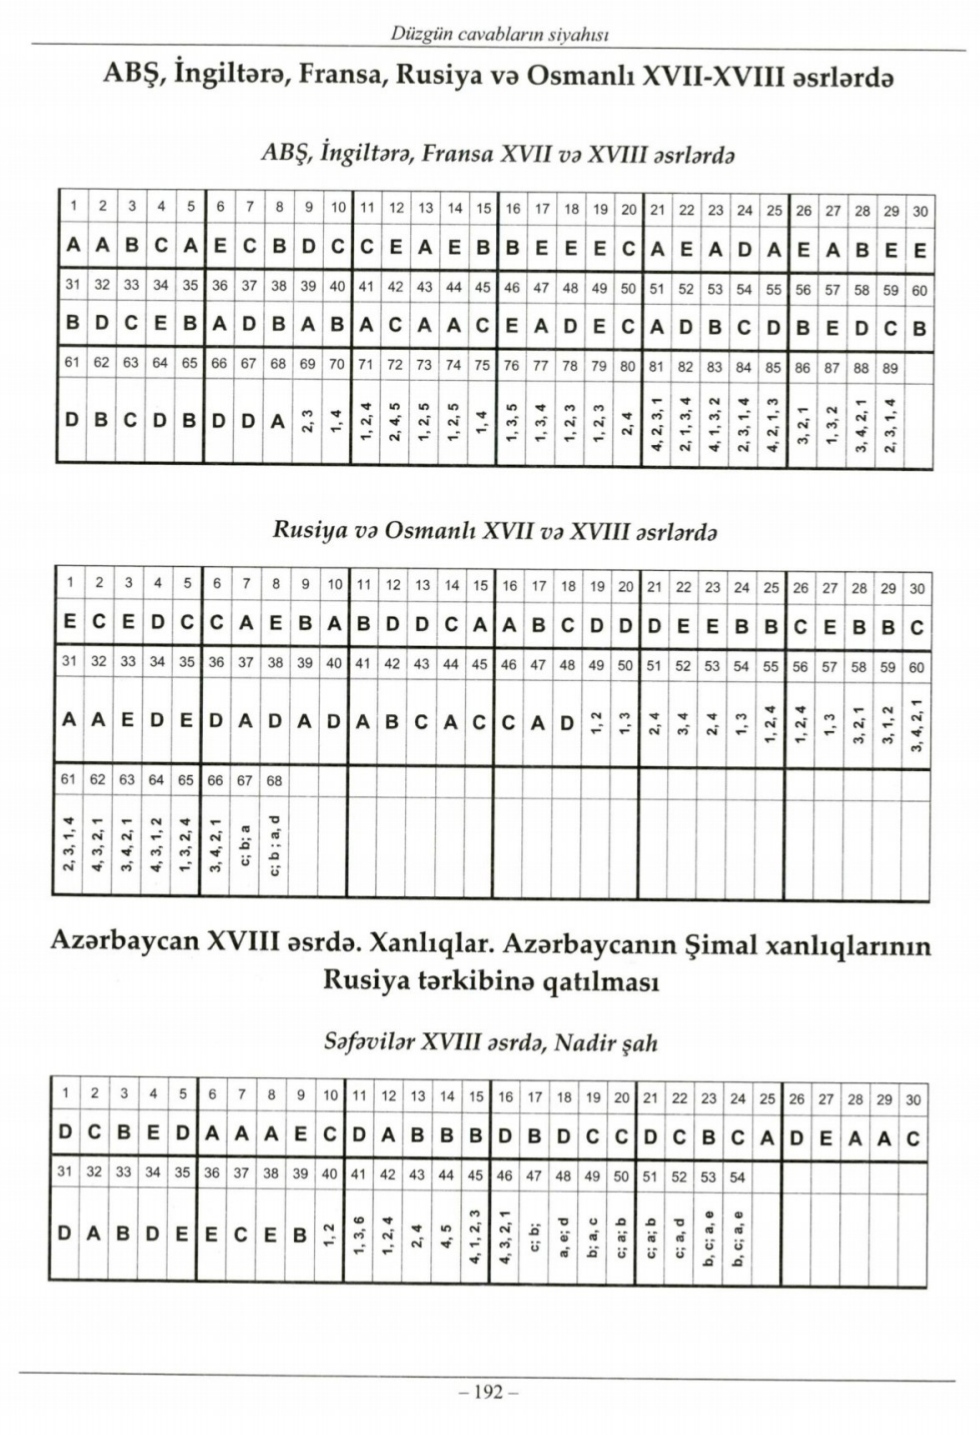 Düzgün cavabların siyahısı
ABŞ, İngiltərə, Fransa, Rusiya və Osmanlı XVII-XVIII əsrlərdə
ABŞ, İngiltərə, Fransa XVII və XVIII əsrlərdə
1 2 3 4 5 6 7 8 9 10 11 12 13 14 15 16 17 18 19 20 21 22 23 24 25 26 27 28 29 30
A A B C A E C B D C C E A E B B E E E C A E A D A E A B E E
31 32 33 34 35 36 37 38 39 40 41 42 43 44 45 46 47 48 49 50 51 52 53 54 55 56 57 58 59 60
B D C E B A D B A B A C A A C E A D E C A D B C D B E D C B
61 62 63 64 65 66 67 68 69 70 71 72 73 74 75 76 77 78 79 80 81 82 83 84 85 86 87 88 89
D B C D B D D A 2, 3 1, 4 1, 2, 4 2, 4, 5 1, 2, 5 1, 2, 5 1, 4 1, 3, 5 1, 3, 4 1, 2, 3 1, 2, 3 2, 4 4, 2, 3, 1 2, 1, 3, 4 4, 1, 3, 2 2, 3, 1, 4 4, 2, 1, 3 3, 2, 1 1, 3, 2 3, 4, 2, 1 2, 3, 1, 4
Rusiya və Osmanlı XVII və XVIII əsrlərdə
1 2 3 4 5 6 7 8 9 10 11 12 13 14 15 16 17 18 19 20 21 22 23 24 25 26 27 28 29 30
E C E D C C A E B A B D D C A A B C D D D E E B B C E B B C
31 32 33 34 35 36 37 38 39 40 41 42 43 44 45 46 47 48 49 50 51 52 53 54 55 56 57 58 59 60
A A E D E D A D A D A B C A C C A D 1, 2 1, 3 2, 4 3, 4 2, 4 1, 3 1, 2, 4 1, 2, 4 1, 3 3, 2, 1 3, 1, 2 3, 4, 2, 1
61 62 63 64 65 66 67 68
2, 3, 1, 4 4, 3, 2, 1 3, 4, 2, 1 4, 3, 1, 2 1, 3, 2, 4 3, 4, 2, 1 c; b; a c; b ; a, d
Azərbaycan XVIII əsrdə. Xanlıqlar. Azərbaycanın Şimal xanlıqlarının
Rusiya tərkibinə qatılması
Səfəvilər XVIII əsrdə, Nadir şah
1 2 3 4 5 6 7 8 9 10 11 12 13 14 15 16 17 18 19 20 21 22 23 24 25 26 27 28 29 30
D C B E D A A A E C D A B B B D B D C C D C B C A D E A A C
31 32 33 34 35 36 37 38 39 40 41 42 43 44 45 46 47 48 49 50 51 52 53 54
D A B D E E C E B 1, 2 1, 3, 6 1, 2, 4 2, 4 4, 5 4, 1, 2, 3 4, 3, 2, 1 c; b; a, e; d b; a, c c; a; b c; a; b c; a, d b, c; a, e b, c; a, e
– 192 –